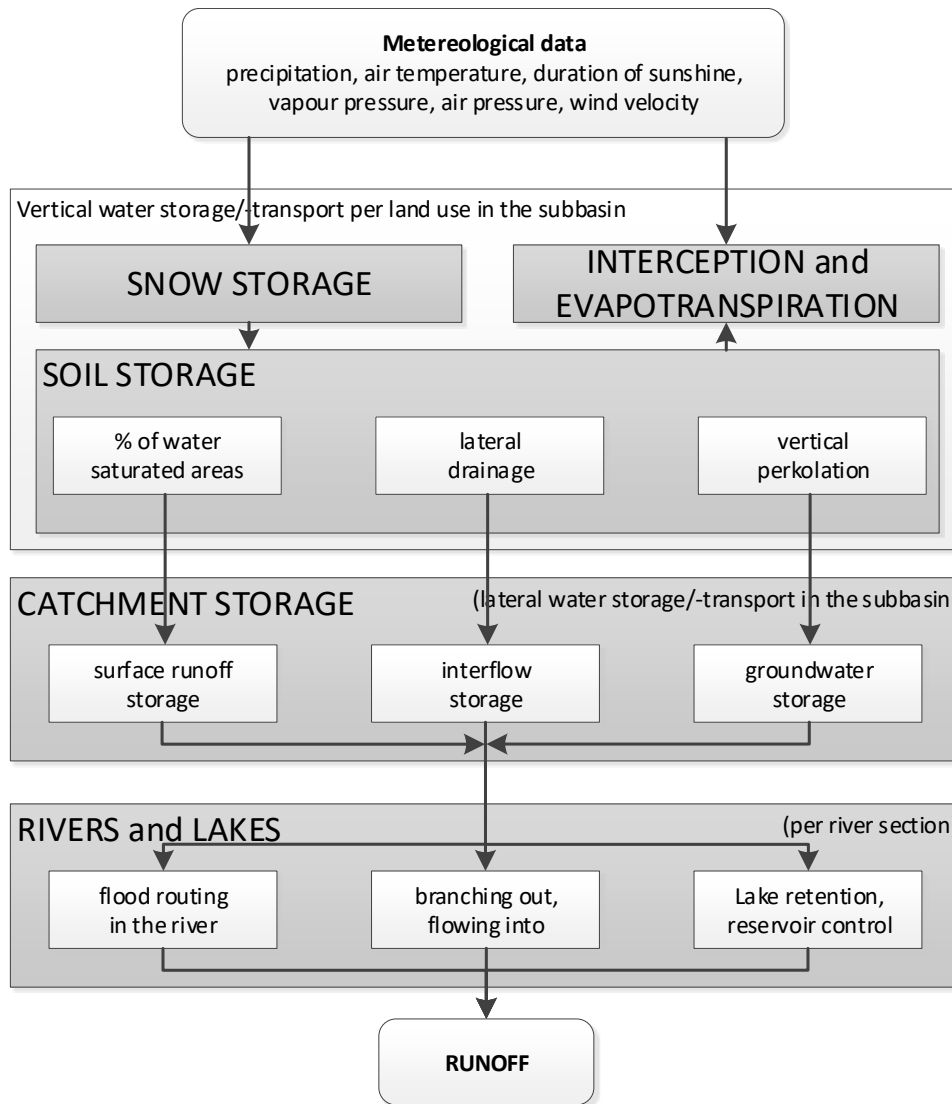 Metereological data
precipitation, air temperature, duration of sunshine,
vapour pressure, air pressure, wind velocity
Vertical water storage/-transport per land use in the subbasin
SNOW STORAGE
INTERCEPTION and
EVAPOTRANSPIRATION
SOIL STORAGE
% of water
saturated areas
lateral
drainage
vertical
perkolation
CATCHMENT STORAGE
(lateral water storage/-transport in the subbasin
surface runoff
storage
interflow
storage
groundwater
storage
RIVERS and LAKES
(per river section
flood routing
in the river
branching out,
flowing into
Lake retention,
reservoir control
RUNOFF